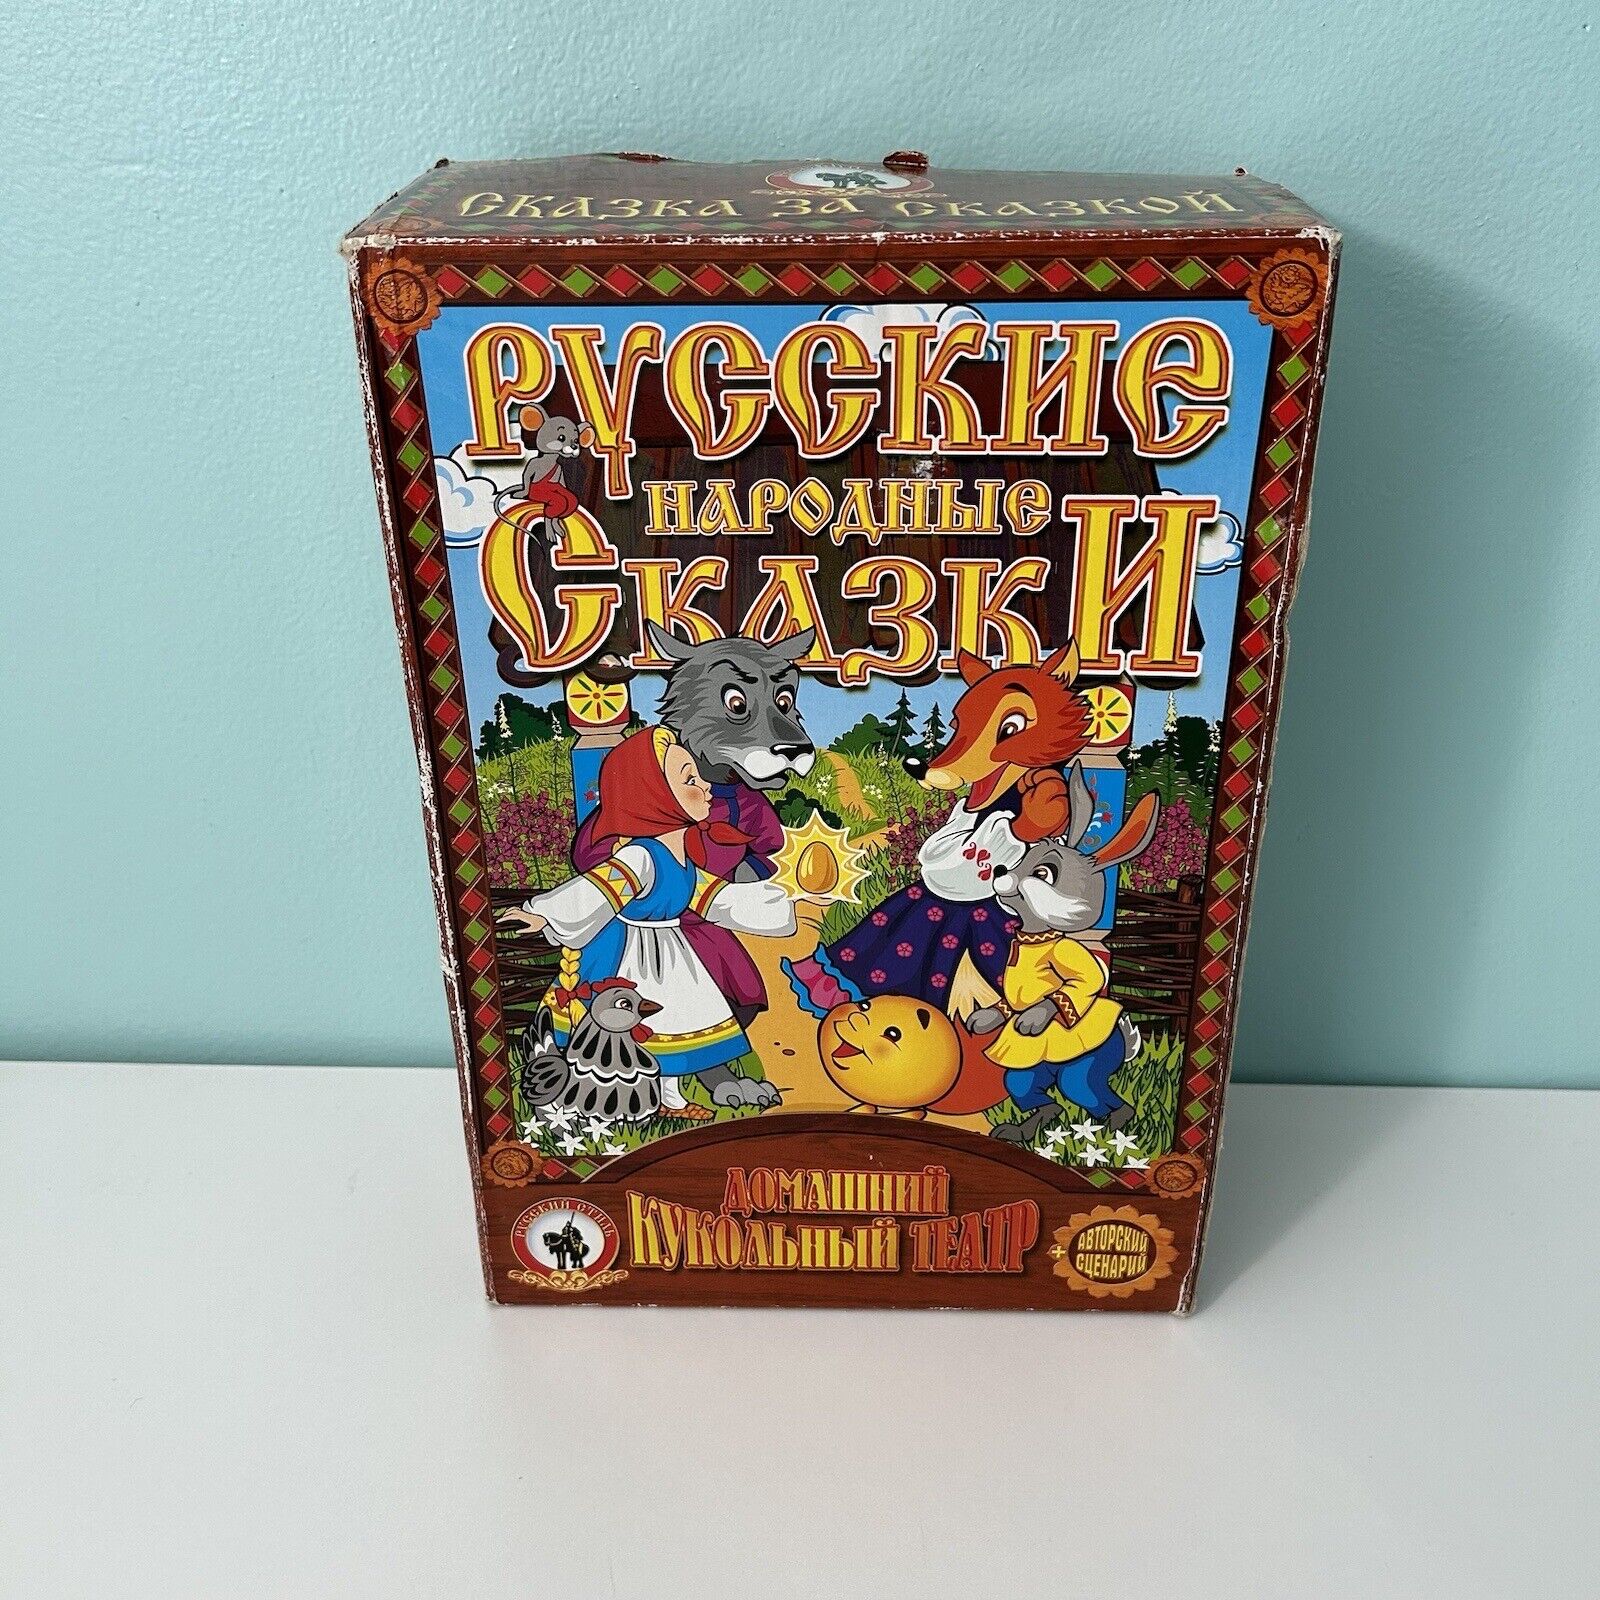 Сказка за сказкой
Русские
народные
Сказки
Домашний
Кукольный театр
Русский стиль
+ Авторский
сценарий